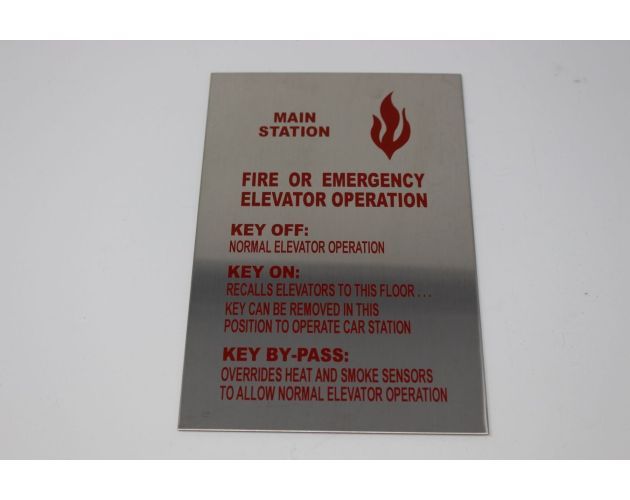 MAIN
STATION
FIRE OR EMERGENCY
ELEVATOR OPERATION
KEY OFF:
NORMAL ELEVATOR OPERATION
KEY ON:
RECALLS ELEVATORS TO THIS FLOOR...
KEY CAN BE REMOVED IN THIS
POSITION TO OPERATE CAR STATION
KEY BY-PASS:
OVERRIDES HEAT AND SMOKE SENSORS
TO ALLOW NORMAL ELEVATOR OPERATION